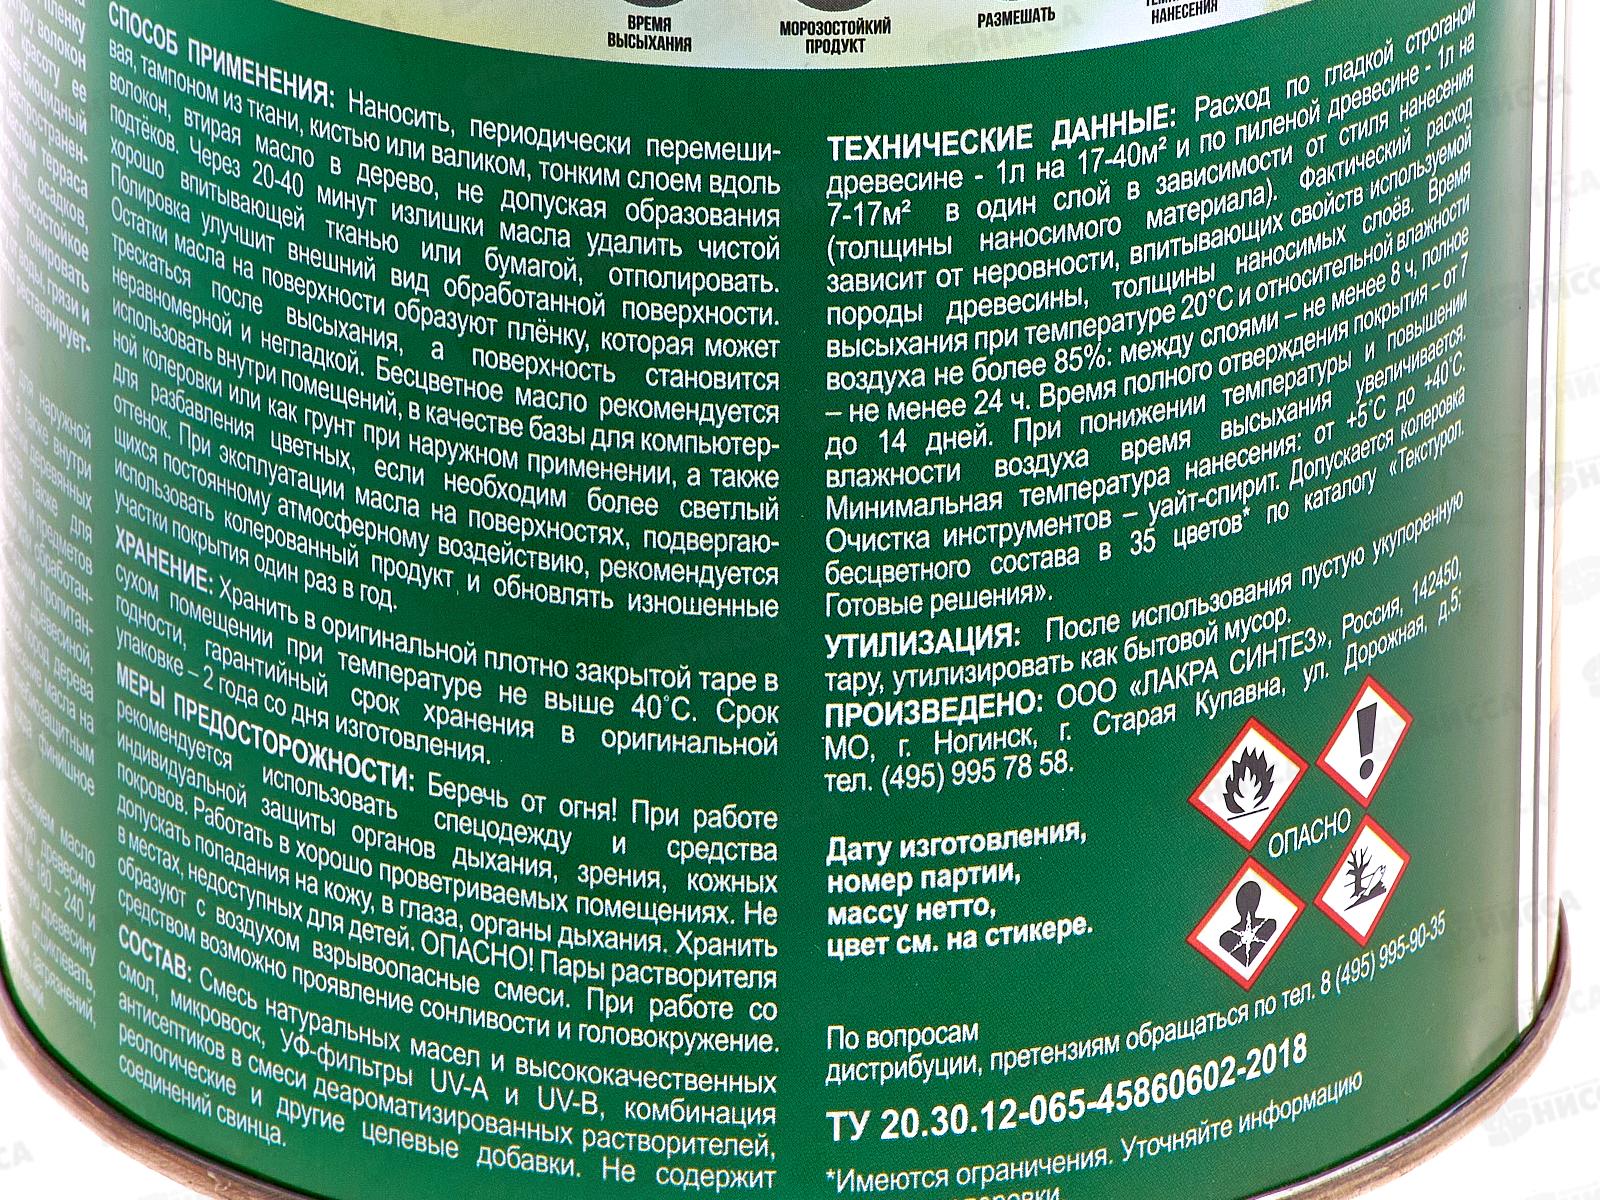 ВРЕМЯ
ВЫСЫХАНИЯ
МОРОЗОСТОЙКИЙ
ПРОДУКТ
РАЗМЕШАТЬ
НАНЕСЕНИЯ
СПОСОБ ПРИМЕНЕНИЯ: Наносить, периодически перемеши-
вая, тампоном из ткани, кистью или валиком, тонким слоем вдоль
волокон, втирая масло в дерево, не допуская образования
подтёков. Через 20-40 минут излишки масла удалить чистой
хорошо впитывающей тканью или бумагой, отполировать.
Полировка улучшит внешний вид обработанной поверхности.
Остатки масла на поверхности образуют плёнку, которая может
трескаться после высыхания, а поверхность становится
неравномерной и негладкой. Бесцветное масло рекомендуется
использовать внутри помещений, в качестве базы для компьютер-
ной колеровки или как грунт при наружном применении, а также
для разбавления цветных, если необходим более светлый
оттенок. При эксплуатации масла на поверхностях, подвергаю-
щихся постоянному атмосферному воздействию, рекомендуется
использовать колерованный продукт и обновлять изношенные
участки покрытия один раз в год.
ХРАНЕНИЕ: Хранить в оригинальной плотно закрытой таре в
сухом помещении при температуре не выше 40°С. Срок
годности, гарантийный срок хранения в оригинальной
упаковке – 2 года со дня изготовления.
МЕРЫ ПРЕДОСТОРОЖНОСТИ: Беречь от огня! При работе
рекомендуется использовать спецодежду и средства
индивидуальной защиты органов дыхания, зрения, кожных
покровов. Работать в хорошо проветриваемых помещениях. Не
допускать попадания на кожу, в глаза, органы дыхания. Хранить
в местах, недоступных для детей. ОПАСНО! Пары растворителя
образуют с воздухом взрывоопасные смеси. При работе со
средством возможно проявление сонливости и головокружение.
СОСТАВ: Смесь натуральных масел и высококачественных
смол, микровоск, УФ-фильтры UV-A и UV-B, комбинация
антисептиков в смеси деароматизированных растворителей,
реологические и другие целевые добавки. Не содержит
соединений свинца.
ТЕХНИЧЕСКИЕ ДАННЫЕ: Расход по гладкой строганой
древесине - 1л на 17-40м² и по пиленой древесине - 1л на
7-17м² в один слой в зависимости от стиля нанесения
(толщины наносимого материала). Фактический расход
зависит от неровности, впитывающих свойств используемой
породы древесины, толщины наносимых слоёв. Время
высыхания при температуре 20°С и относительной влажности
воздуха не более 85%: между слоями – не менее 8 ч, полное
– не менее 24 ч. Время полного отверждения покрытия – от 7
до 14 дней. При понижении температуры и повышении
влажности воздуха время высыхания увеличивается.
Минимальная температура нанесения: от +5°С до +40°С.
Очистка инструментов – уайт-спирит. Допускается колеровка
бесцветного состава в 35 цветов* по каталогу «Текстурол.
Готовые решения».
УТИЛИЗАЦИЯ: После использования пустую укупоренную
тару, утилизировать как бытовой мусор.
ПРОИЗВЕДЕНО: ООО «ЛАКРА СИНТЕЗ», Россия, 142450,
МО, г. Ногинск, г. Старая Купавна, ул. Дорожная, д.5;
тел. (495) 995 78 58.
ОПАСНО
Дату изготовления,
номер партии,
массу нетто,
цвет см. на стикере.
По вопросам
дистрибуции, претензиям обращаться по тел. 8 (495) 995-90-35
ТУ 20.30.12-065-45860602-2018
*Имеются ограничения. Уточняйте информацию